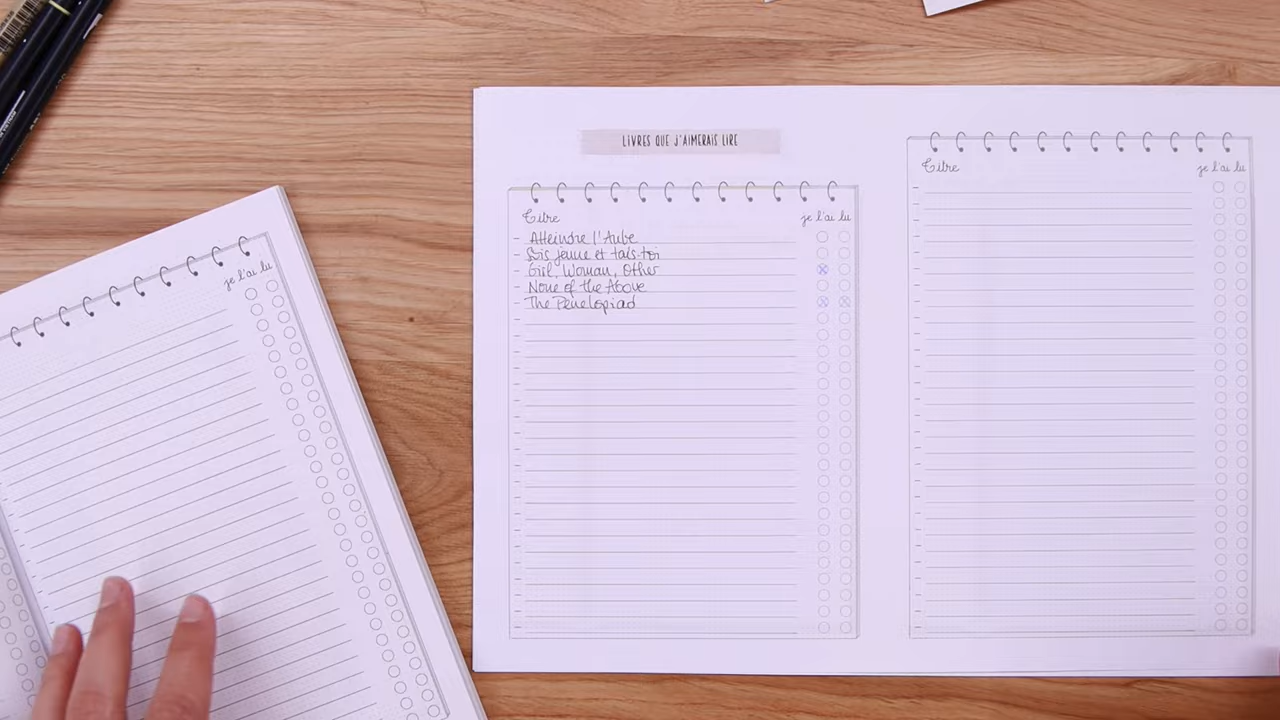 LIVRES QUE J'AIMERAIS LIRE
Titre je l'ai lu
Atteindre l'Aube
Sois jeune et tais-toi
Girl, Woman, Other
None of the Above
The Penelopiad
Titre je l'ai lu
je l'ai lu